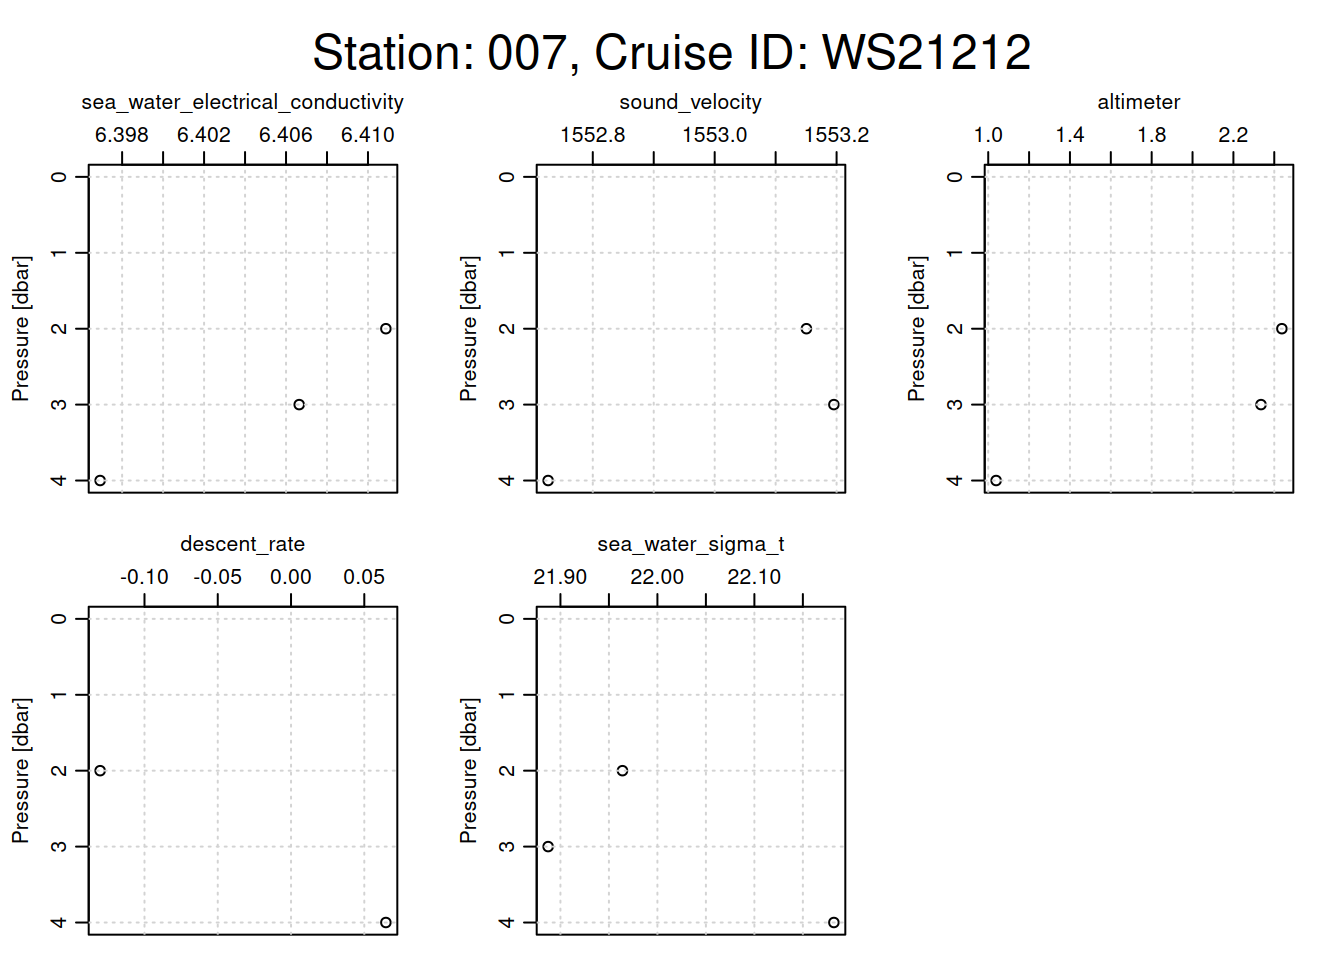 Station: 007, Cruise ID: WS21212
sea_water_electrical_conductivity
6.398 6.402 6.406 6.410
Pressure [dbar]
0
1
2
3
4
sound_velocity
1552.8 1553.0 1553.2
Pressure [dbar]
0
1
2
3
4
altimeter
1.0 1.4 1.8 2.2
Pressure [dbar]
0
1
2
3
4
descent_rate
-0.10 -0.05 0.00 0.05
Pressure [dbar]
0
1
2
3
4
sea_water_sigma_t
21.90 22.00 22.10
Pressure [dbar]
0
1
2
3
4